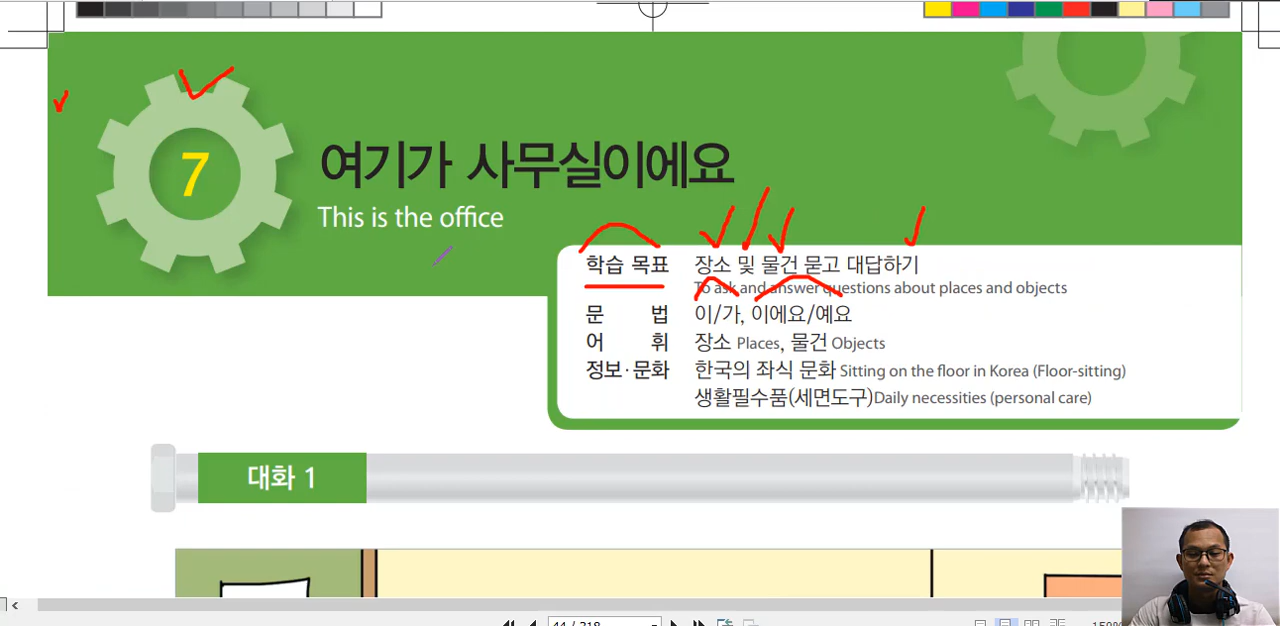 7
여기가 사무실이에요
This is the office
학습 목표 장소 및 물건 묻고 대답하기
To ask and answer questions about places and objects
문 법 이/가, 이에요/예요
어 휘 장소 Places, 물건 Objects
정보·문화 한국의 좌식 문화 Sitting on the floor in Korea (Floor-sitting)
생활필수품(세면도구)Daily necessities (personal care)
대화 1